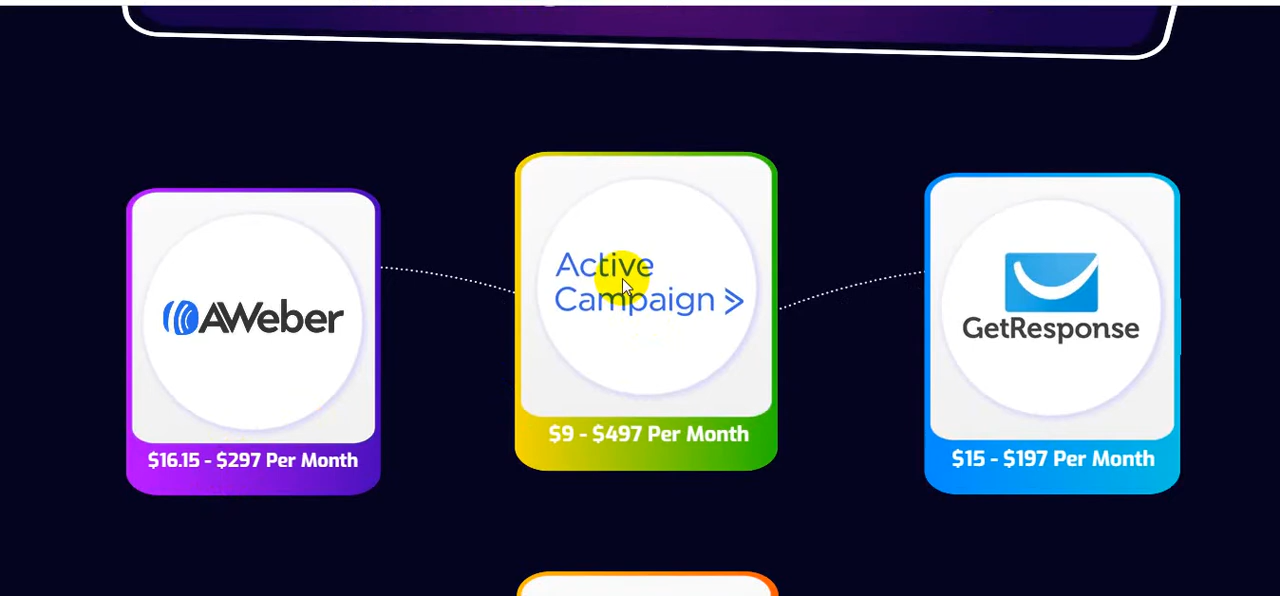 AWeber
$16.15 - $297 Per Month
Active
Campaign
$9 - $497 Per Month
GetResponse
$15 - $197 Per Month